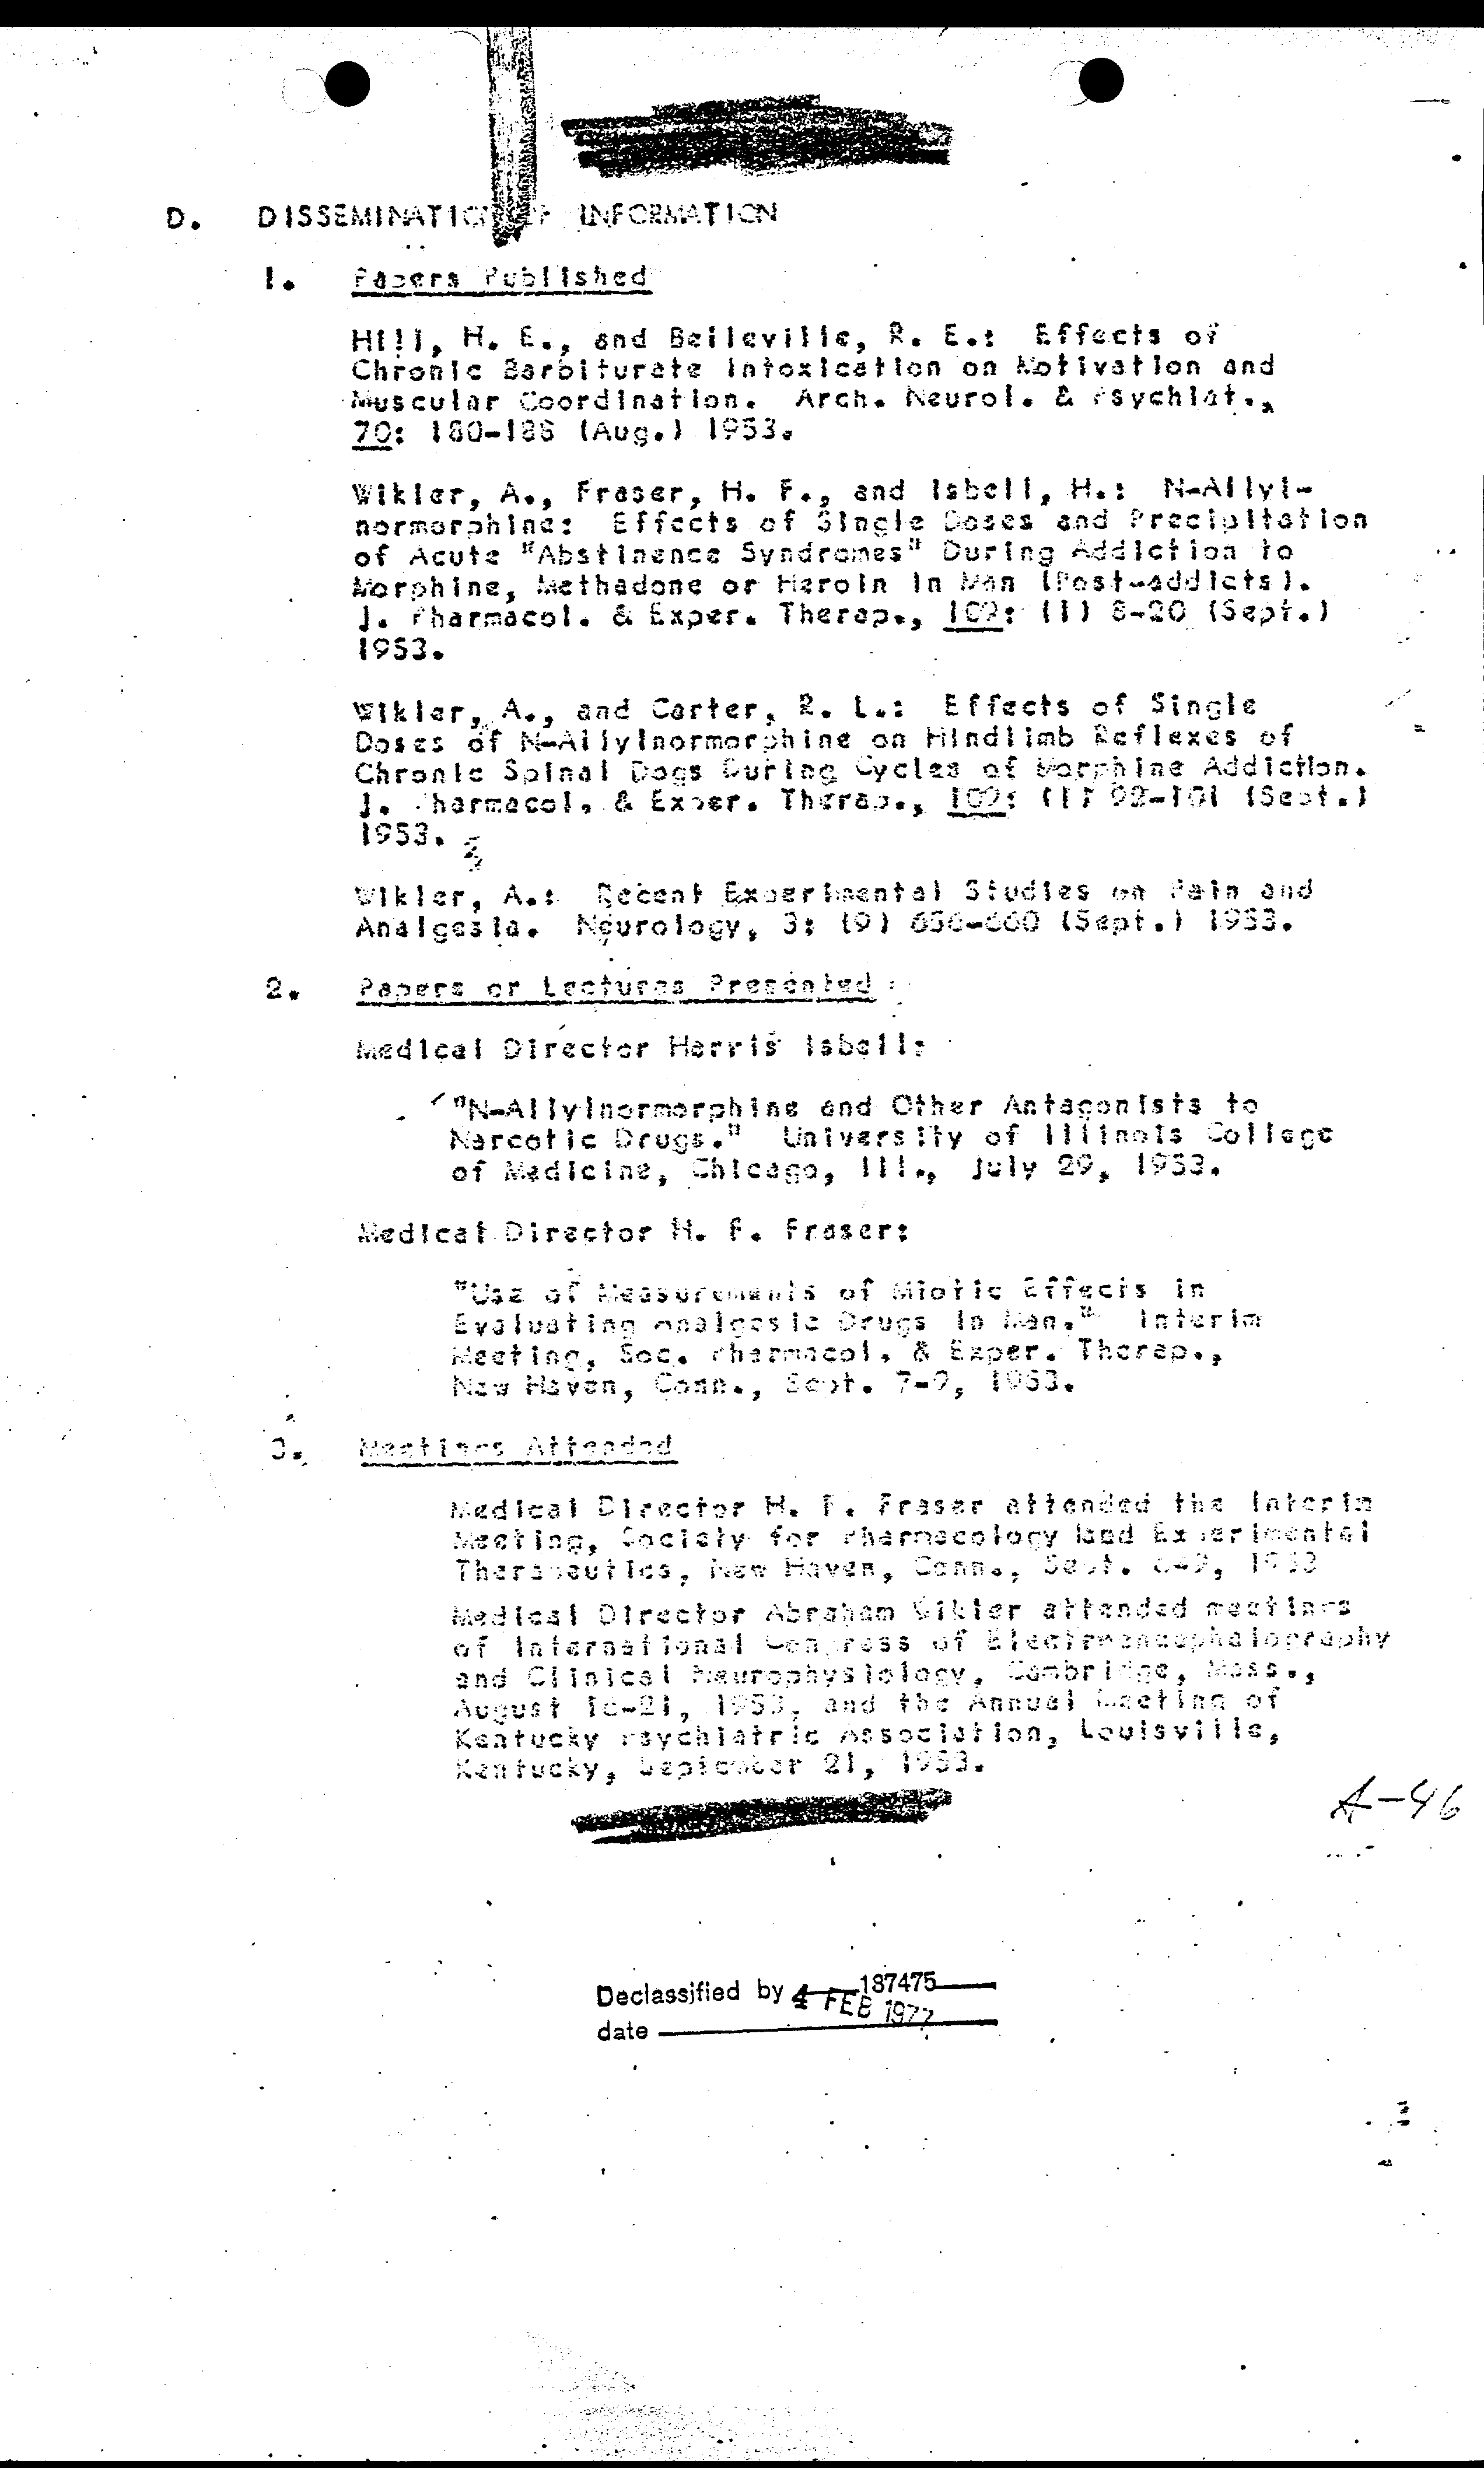 D. DISSEMINATION OF INFORMATION
1. Papers Published
Hill, H. E., and Belleville, R. E.: Effects of
Chronic Barbiturate Intoxication on Motivation and
Muscular Coordination. Arch. Neurol. & Psychiat.,
70: 180-188 (Aug.) 1953.
Wikler, A., Fraser, H. F., and Isbell, H.: N-Allyl-
normorphine: Effects of Single Doses and Precipitation
of Acute "Abstinence Syndromes" During Addiction to
Morphine, Methadone or Heroin in Man (Post-addicts).
J. Pharmacol. & Exper. Therap., 109: (1) 8-20 (Sept.)
1953.
Wikler, A., and Carter, R. L.: Effects of Single
Doses of N-Allylnormorphine on Hindlimb Reflexes of
Chronic Spinal Dogs During Cycles of Morphine Addiction.
J. Pharmacol. & Exper. Therap., 109: (1) 92-101 (Sept.)
1953.
Wikler, A.: Recent Experimental Studies on Pain and
Analgesia. Neurology, 3: (9) 656-660 (Sept.) 1953.
2. Papers or Lectures Presented
Medical Director Harris Isbell:
"N-Allylnormorphine and Other Antagonists to
Narcotic Drugs." University of Illinois College
of Medicine, Chicago, Ill., July 29, 1953.
Medical Director H. F. Fraser:
"Use of Measurements of Miotic Effects in
Evaluating Analgesic Drugs in Man." Interim
Meeting, Soc. Pharmacol. & Exper. Therap.,
New Haven, Conn., Sept. 7-9, 1953.
3. Meetings Attended
Medical Director H. F. Fraser attended the Interim
Meeting, Society for Pharmacology and Experimental
Therapeutics, New Haven, Conn., Sept. 1953
Medical Director Abraham Wikler attended meetings
of International Congress of Electroencephalography
and Clinical Neurophysiology, Cambridge, Mass.,
August 16-21, 1953, and the Annual Meeting of
Kentucky Psychiatric Association, Louisville,
Kentucky, September 21, 1953.
A-46
Declassified by 187475
date 4 FEB 1977